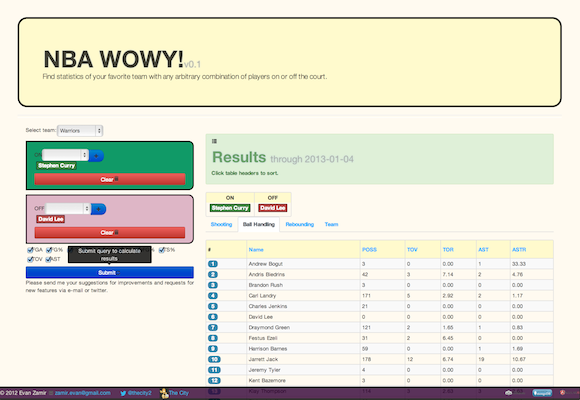 NBA WOWY! v0.1
Find statistics of your favorite team with any arbitrary combination of players on or off the court.
Select team: Warriors
ON
Stephen Curry
Clear
OFF
David Lee
Clear
Submit query to calculate
results
TOV AST
Submit
Please send me your suggestions for improvements and requests for
new features via e-mail or twitter.
Results through 2013-01-04
Click table headers to sort.
ON OFF
Stephen Curry David Lee
Shooting Ball Handling Rebounding Team
# Name POSS TOV TOR AST ASTR
1 Andrew Bogut 3 0 0.00 1 33.33
2 Andris Biedrins 42 3 7.14 2 4.78
3 Brandon Rush 3 0 0.00 0 0.00
4 Carl Landry 171 5 2.92 2 1.17
5 Charles Jenkins 21 0 0.00 0 0.00
6 David Lee 0 0 0.00 0 0.00
7 Draymond Green 121 2 1.65 1 0.83
8 Festus Ezeli 31 2 6.45 0 0.00
9 Harrison Barnes 59 0 0.00 1 1.69
10 Jarrett Jack 178 12 6.74 19 10.67
11 Jeremy Tyler 4 0 0.00 0 0.00
12 Kent Bazemore 3 0 0.00 0 0.00
© 2012 Evan Zamir zamir.evan@gmail.com @thecity2 The City